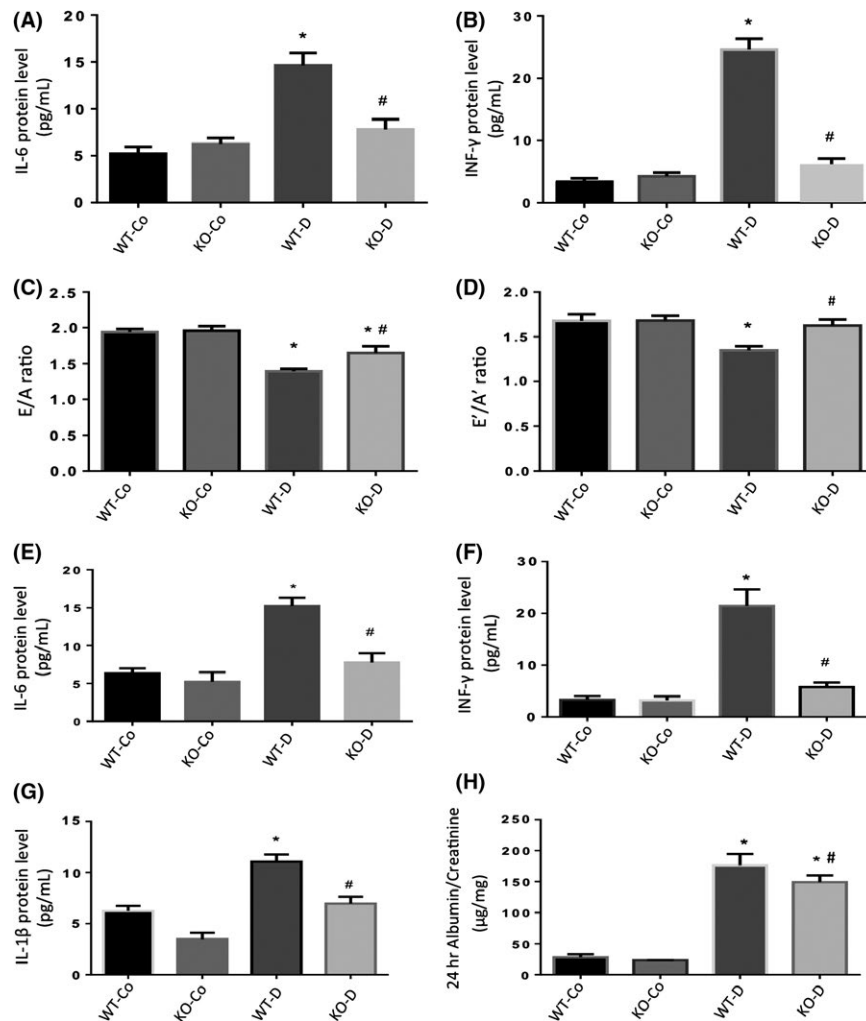 (A)
IL-6 protein level
(pg/mL)
20
15
10
5
0
*
#
WT-Co
KO-Co
WT-D
KO-D
(B)
INF-γ protein level
(pg/mL)
30
20
10
0
*
#
WT-Co
KO-Co
WT-D
KO-D
(C)
E/A ratio
2.5
2.0
1.5
1.0
0.5
0.0
*
* #
WT-Co
KO-Co
WT-D
KO-D
(D)
E'/A' ratio
2.0
1.5
1.0
0.5
0.0
*
#
WT-Co
KO-Co
WT-D
KO-D
(E)
IL-6 protein level
(pg/mL)
20
15
10
5
0
*
#
WT-Co
KO-Co
WT-D
KO-D
(F)
INF-γ protein level
(pg/mL)
30
20
10
0
*
#
WT-Co
KO-Co
WT-D
KO-D
(G)
IL-1β protein level
(pg/mL)
15
10
5
0
*
#
WT-Co
KO-Co
WT-D
KO-D
(H)
24 hr Albumin/Creatinine
(μg/mg)
250
200
150
100
50
0
*
* #
WT-Co
KO-Co
WT-D
KO-D